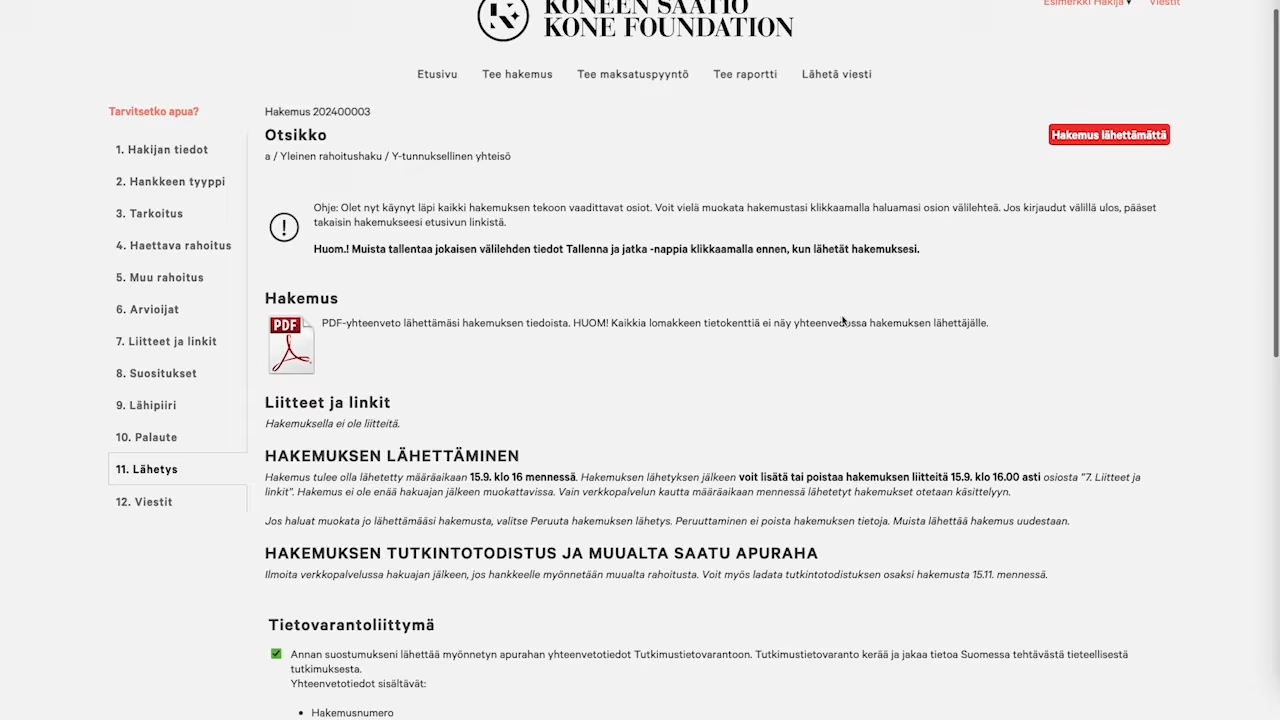 KONEEN SÄÄTIÖ
KONE FOUNDATION
Esimerkki Hakija ▾ Viestit
Etusivu Tee hakemus Tee maksatuspyyntö Tee raportti Lähetä viesti
Tarvitsetko apua?
1. Hakijan tiedot
2. Hankkeen tyyppi
3. Tarkoitus
4. Haettava rahoitus
5. Muu rahoitus
6. Arvioijat
7. Liitteet ja linkit
8. Suositukset
9. Lähipiiri
10. Palaute
11. Lähetys
12. Viestit
Hakemus 202400003
Otsikko
Hakemus lähettämättä
a / Yleinen rahoitushaku / Y-tunnuksellinen yhteisö
Ohje: Olet nyt käynyt läpi kaikki hakemuksen tekoon vaadittavat osiot. Voit vielä muokata hakemustasi klikkaamalla haluamasi osion välilehteä. Jos kirjaudut välillä ulos, pääset
takaisin hakemukseesi etusivun linkistä.
Huom.! Muista tallentaa jokaisen välilehden tiedot Tallenna ja jatka -nappia klikkaamalla ennen, kun lähetät hakemuksesi.
Hakemus
PDF
PDF-yhteenveto lähettämäsi hakemuksen tiedoista. HUOM! Kaikkia lomakkeen tietokenttiä ei näy yhteenvedossa hakemuksen lähettäjälle.
Liitteet ja linkit
Hakemuksella ei ole liitteitä.
HAKEMUKSEN LÄHETTÄMINEN
Hakemus tulee olla lähetetty määräaikaan 15.9. klo 16 mennessä. Hakemuksen lähetyksen jälkeen voit lisätä tai poistaa hakemuksen liitteitä 15.9. klo 16.00 asti osiosta "7. Liitteet ja
linkit". Hakemus ei ole enää hakuajan jälkeen muokattavissa. Vain verkkopalvelun kautta määräaikaan mennessä lähetetyt hakemukset otetaan käsittelyyn.
Jos haluat muokata jo lähettämääsi hakemusta, valitse Peruuta hakemuksen lähetys. Peruuttaminen ei poista hakemuksen tietoja. Muista lähettää hakemus uudestaan.
HAKEMUKSEN TUTKINTOTODISTUS JA MUUALTA SAATU APURAHA
Ilmoita verkkopalvelussa hakuajan jälkeen, jos hankkeelle myönnetään muualta rahoitusta. Voit myös ladata tutkintotodistuksen osaksi hakemusta 15.11. mennessä.
Tietovarantoliittymä
Annan suostumukseni lähettää myönnetyn apurahan yhteenvetotiedot Tutkimustietovarantoon. Tutkimustietovaranto kerää ja jakaa tietoa Suomessa tehtävästä tieteellisestä
tutkimuksesta.
Yhteenvetotiedot sisältävät:
• Hakemusnumero